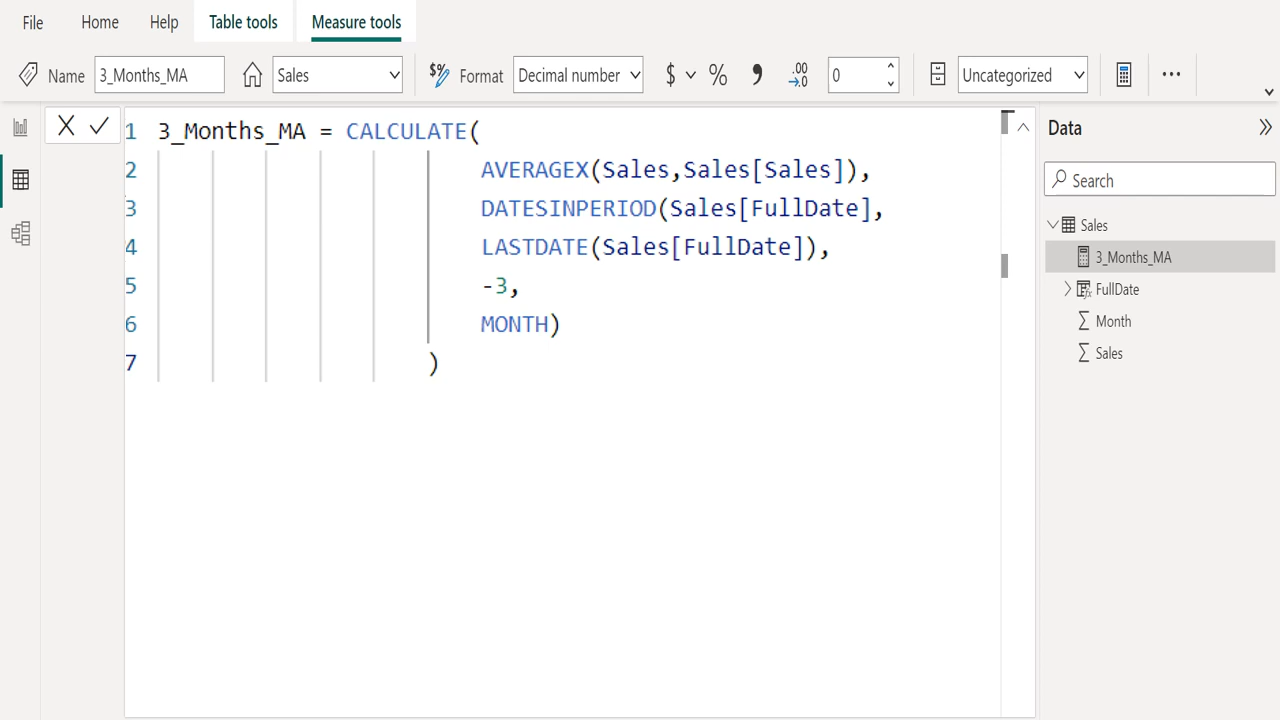 File Home Help Table tools Measure tools
Name 3_Months_MA Sales Format Decimal number $ % .00 0 Uncategorized ...
1 3_Months_MA = CALCULATE(
2 AVERAGEX(Sales,Sales[Sales]),
3 DATESINPERIOD(Sales[FullDate],
4 LASTDATE(Sales[FullDate]),
5 -3,
6 MONTH)
7 )
Data
Search
Sales
3_Months_MA
FullDate
Month
Sales